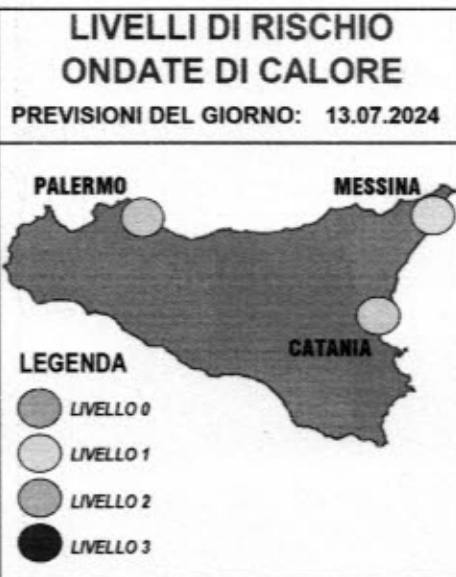 LIVELLI DI RISCHIO
ONDATE DI CALORE
PREVISIONI DEL GIORNO: 13.07.2024
PALERMO
MESSINA
CATANIA
LEGENDA
LIVELLO 0
LIVELLO 1
LIVELLO 2
LIVELLO 3